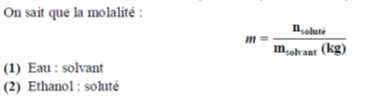 On sait que la molalité :
m = n_soluté / m_solvant (kg)
(1) Eau : solvant
(2) Ethanol : soluté